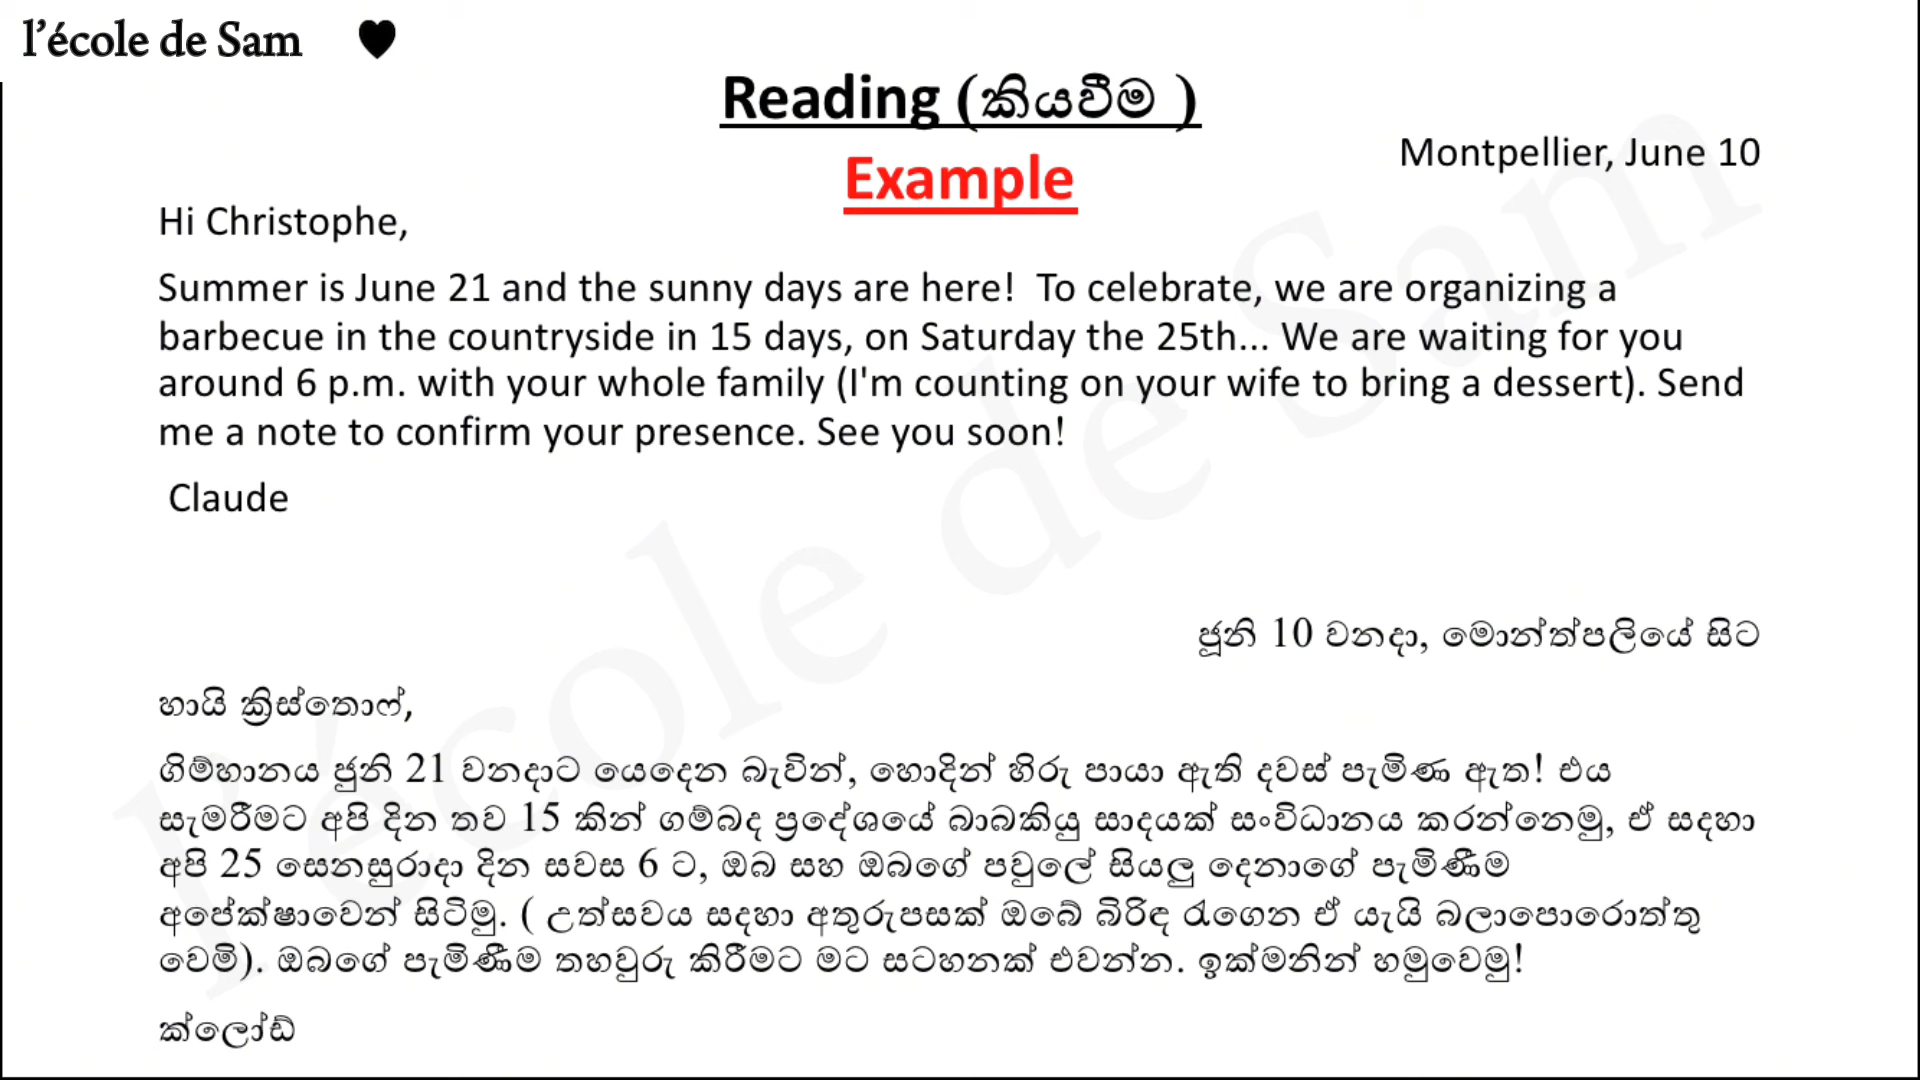 l’école de Sam ♥
Reading (කියවීම )
Example
Montpellier, June 10
Hi Christophe,
Summer is June 21 and the sunny days are here!  To celebrate, we are organizing a
barbecue in the countryside in 15 days, on Saturday the 25th... We are waiting for you
around 6 p.m. with your whole family (I'm counting on your wife to bring a dessert). Send
me a note to confirm your presence. See you soon!
Claude
ජූනි 10 වනදා, මොන්ත්පලියේ සිට
හායි ක්‍රිස්තොෆ්,
ගිම්හානය ජුනි 21 වනදාට යෙදෙන බැවින්, හොදින් හිරු පායා ඇති දවස් පැමිණ ඇත! එය
සැමරීමට අපි දින තව 15 කින් ගම්බද ප්‍රදේශයේ බාබකියු සාදයක් සංවිධානය කරන්නෙමු, ඒ සදහා
අපි 25 සෙනසුරාදා දින සවස 6 ට, ඔබ සහ ඔබගේ පවුලේ සියලු දෙනාගේ පැමිණීම
අපේක්ෂාවෙන් සිටිමු. ( උත්සවය සදහා අතුරුපසක් ඔබේ බිරිඳ රැගෙන ඒ යැයි බලාපොරොත්තු
වෙමි). ඔබගේ පැමිණීම තහවුරු කිරීමට මට සටහනක් එවන්න. ඉක්මනින් හමුවෙමු!
ක්ලෝඩ්
l’école de Sam